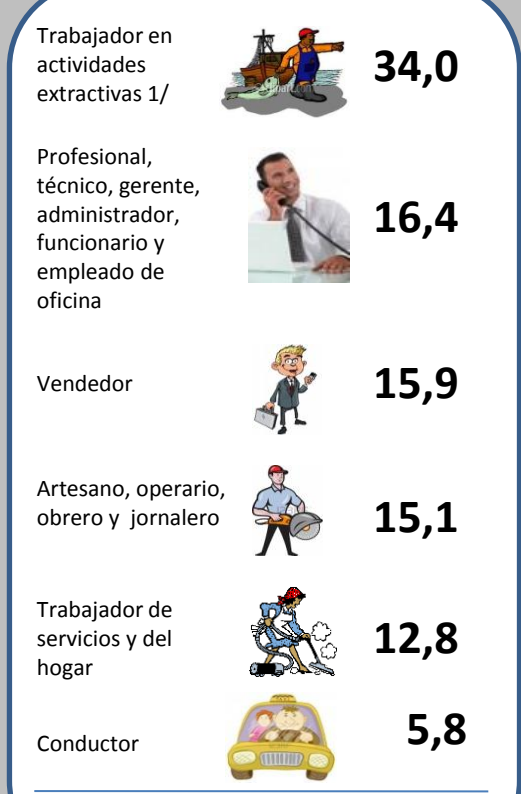 Trabajador en
actividades
extractivas 1/
34,0
Profesional,
técnico, gerente,
administrador,
funcionario y
empleado de
oficina
16,4
Vendedor
15,9
Artesano, operario,
obrero y jornalero
15,1
Trabajador de
servicios y del
hogar
12,8
Conductor
5,8